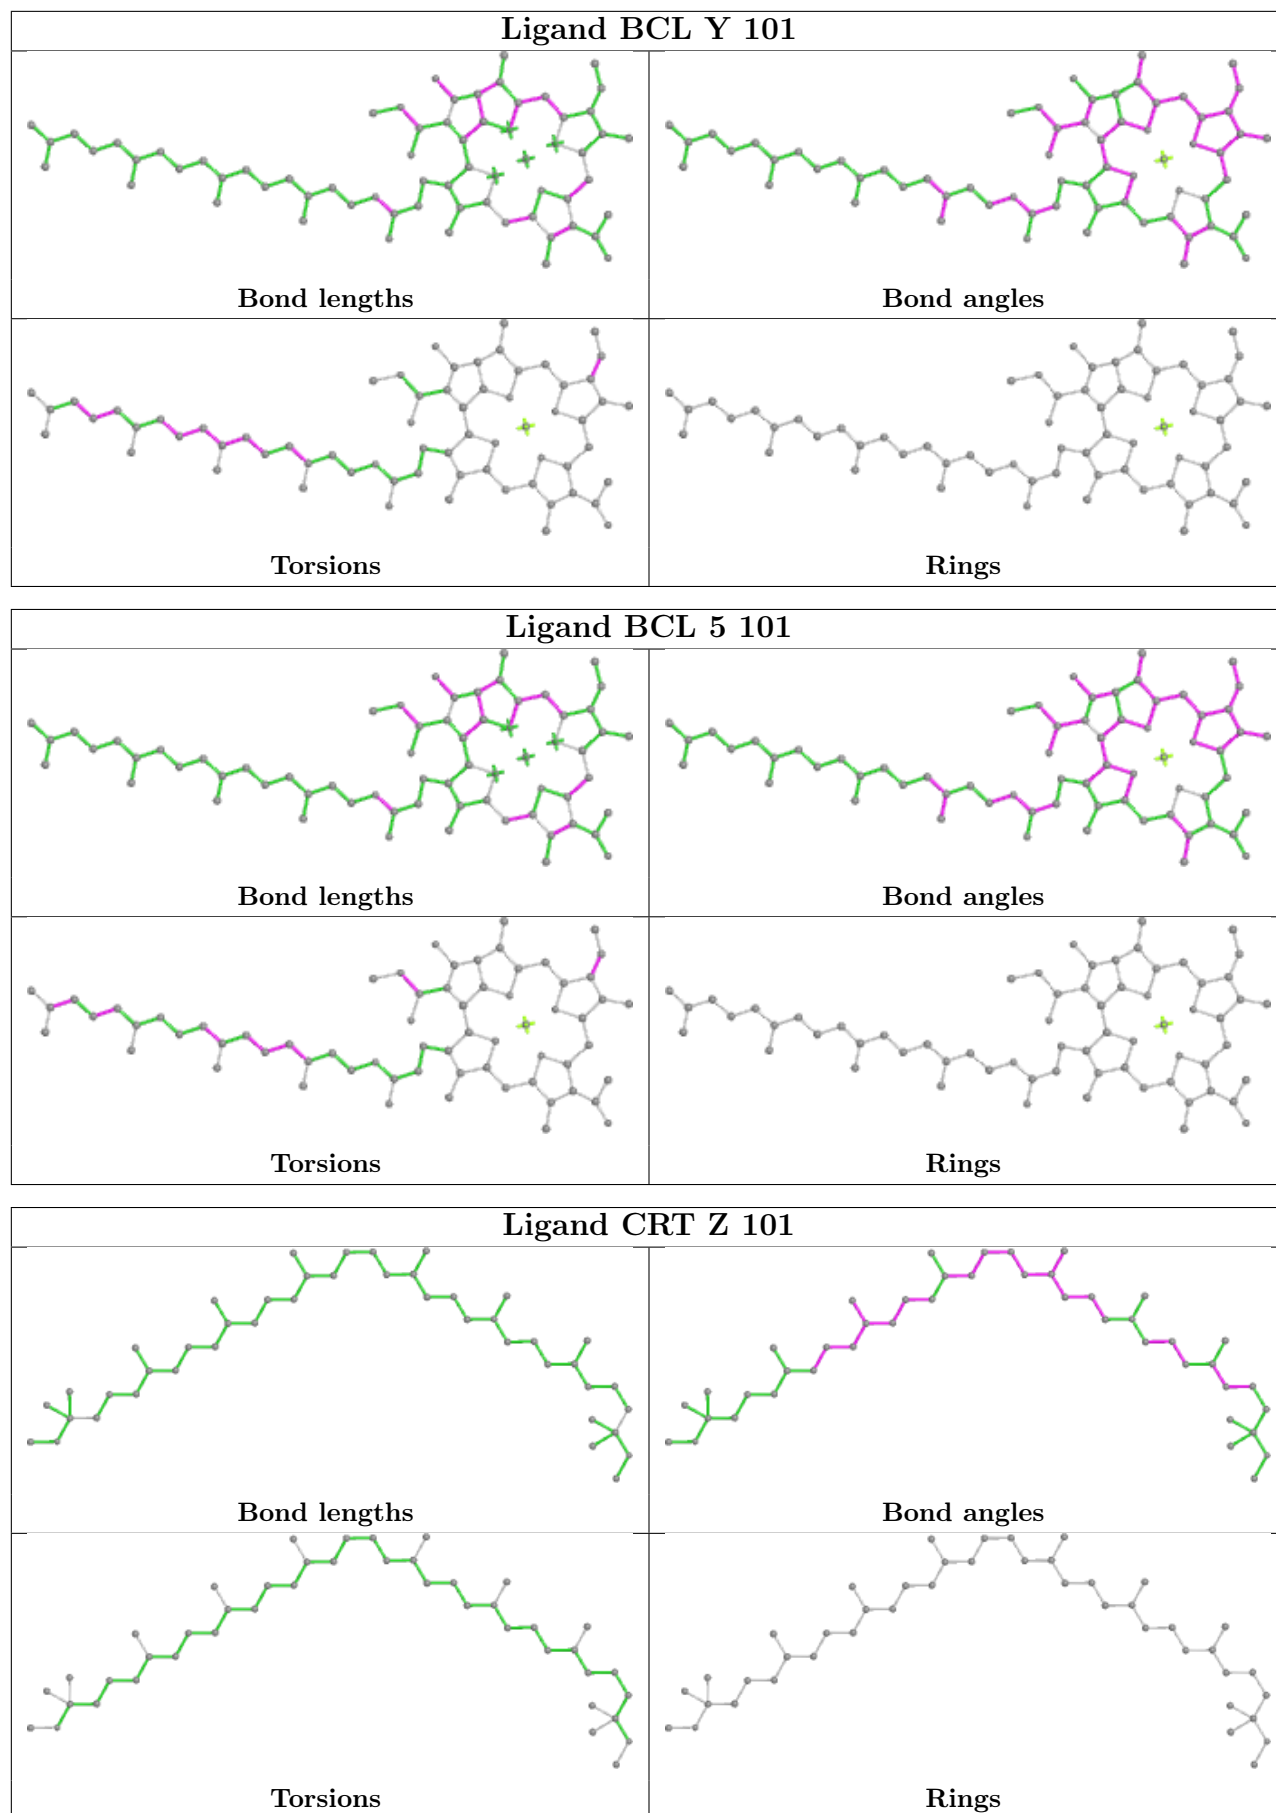 Ligand BCL Y 101
Bond lengths
Bond angles
Torsions
Rings
Ligand BCL 5 101
Bond lengths
Bond angles
Torsions
Rings
Ligand CRT Z 101
Bond lengths
Bond angles
Torsions
Rings